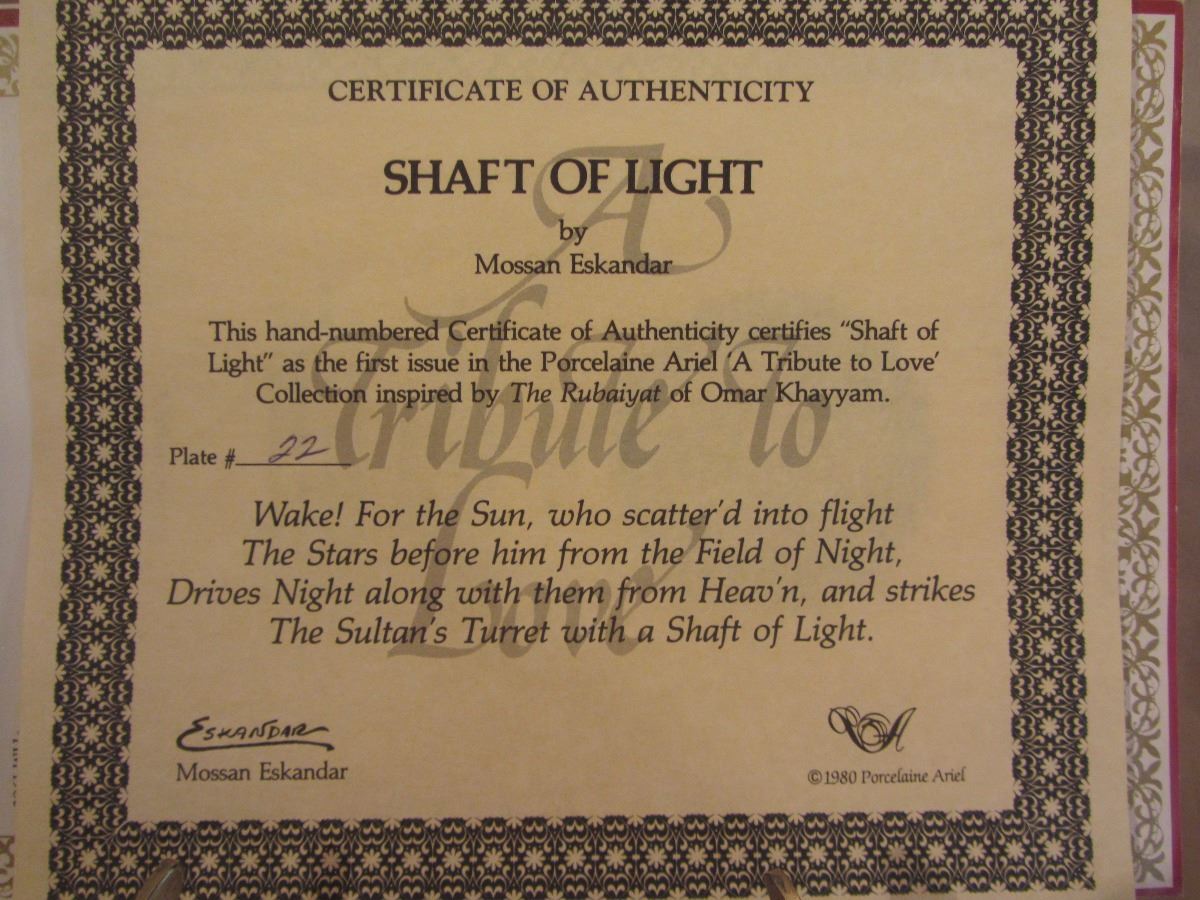 CERTIFICATE OF AUTHENTICITY
SHAFT OF LIGHT
by
Mossan Eskandar
This hand-numbered Certificate of Authenticity certifies “Shaft of
Light” as the first issue in the Porcelaine Ariel ‘A Tribute to Love’
Collection inspired by The Rubaiyat of Omar Khayyam.
Plate # 22
A
Tribute To
Love
Wake! For the Sun, who scatter'd into flight
The Stars before him from the Field of Night,
Drives Night along with them from Heav'n, and strikes
The Sultan's Turret with a Shaft of Light.
ESKANDAR
Mossan Eskandar
©1980 Porcelaine Ariel